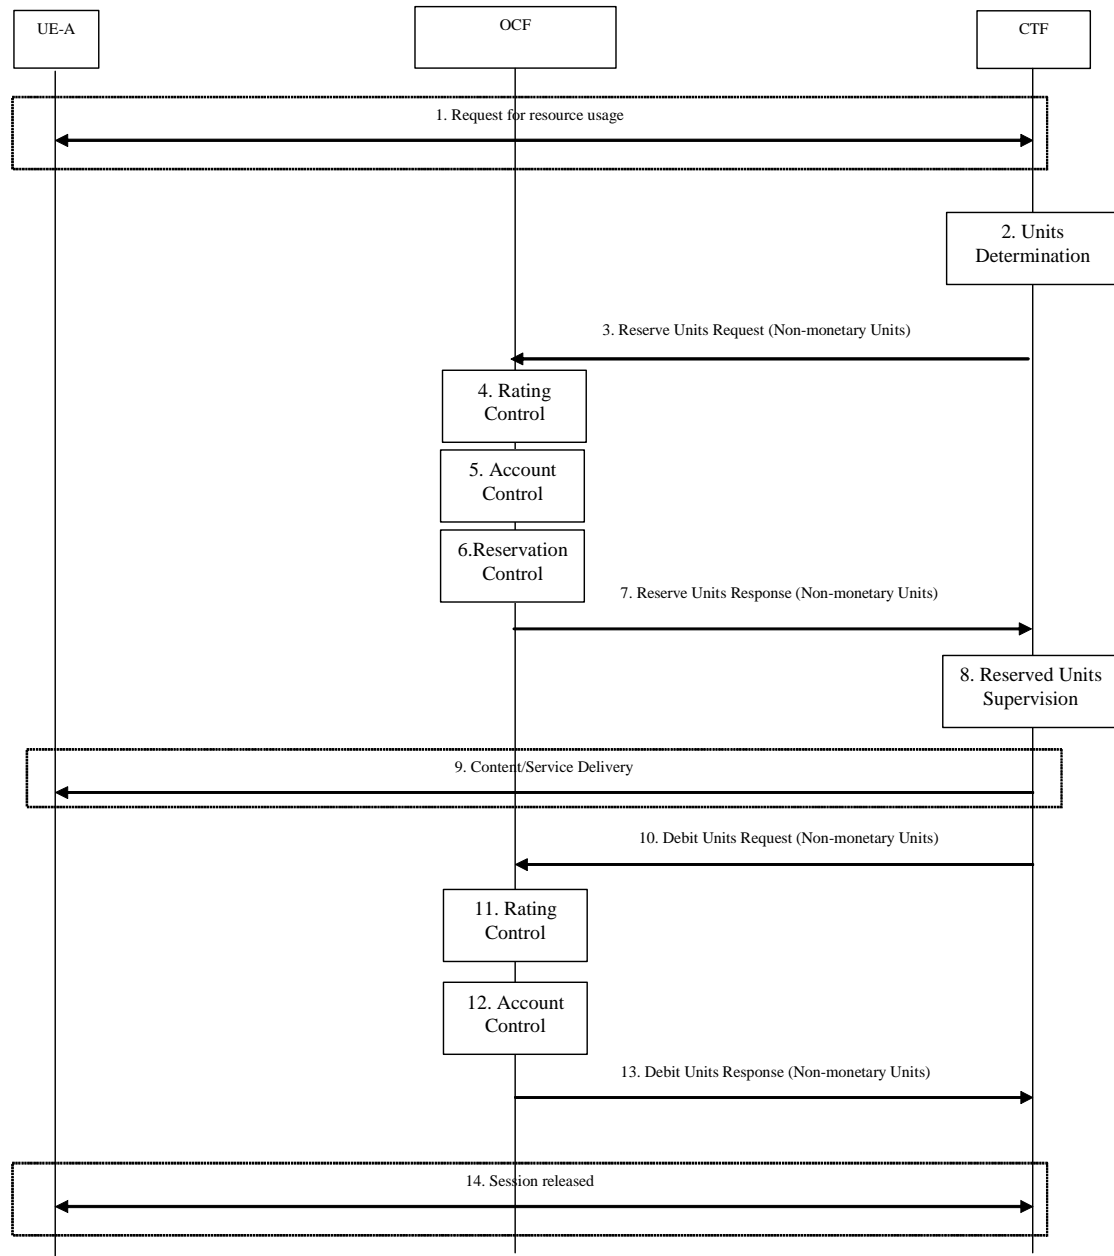 UE-A
OCF
CTF
1. Request for resource usage
2. Units
Determination
3. Reserve Units Request (Non-monetary Units)
4. Rating
Control
5. Account
Control
6.Reservation
Control
7. Reserve Units Response (Non-monetary Units)
8. Reserved Units
Supervision
9. Content/Service Delivery
10. Debit Units Request (Non-monetary Units)
11. Rating
Control
12. Account
Control
13. Debit Units Response (Non-monetary Units)
14. Session released